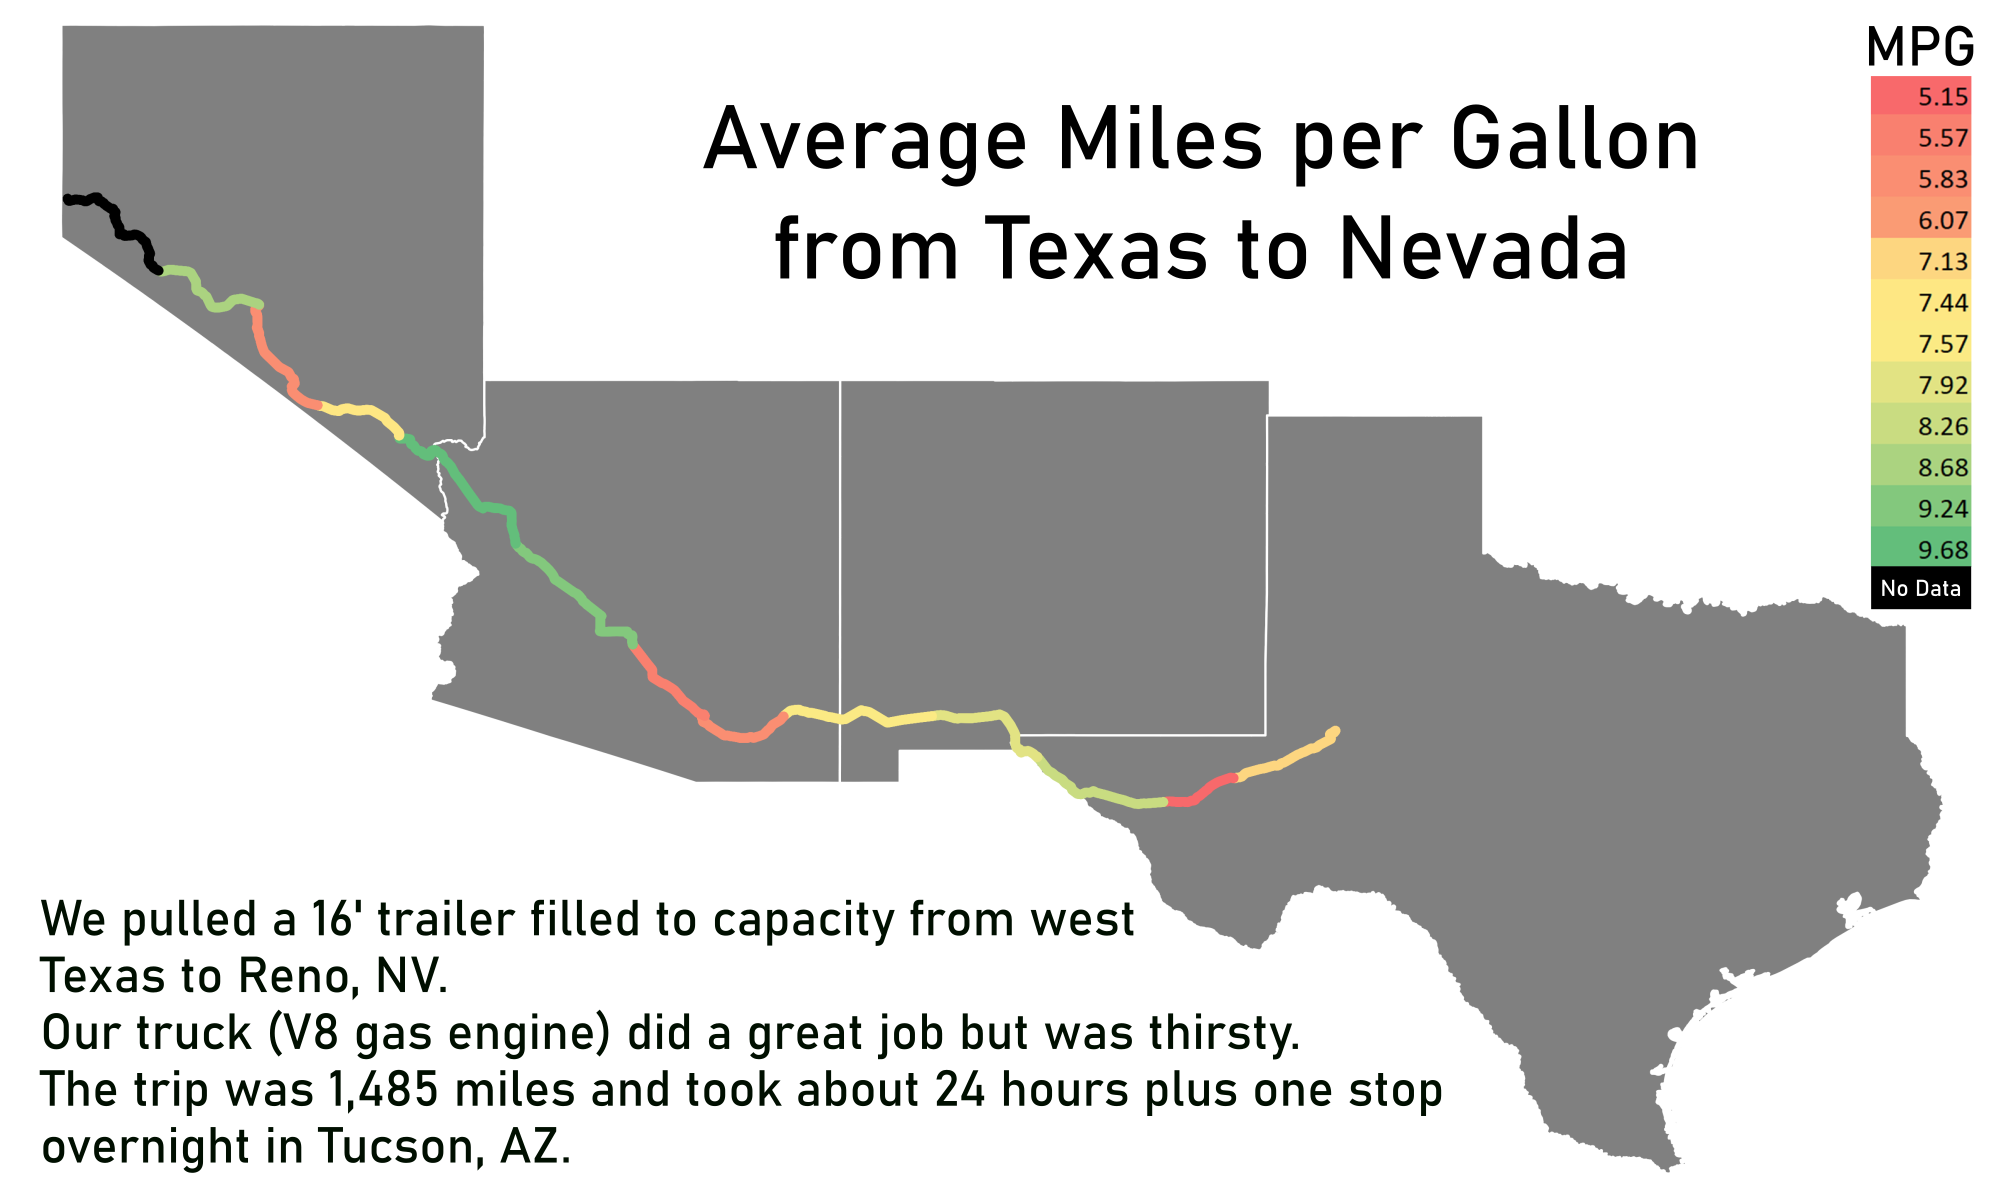 Average Miles per Gallon
from Texas to Nevada
MPG
5.15
5.57
5.83
6.07
7.13
7.44
7.57
7.92
8.26
8.68
9.24
9.68
No Data
We pulled a 16' trailer filled to capacity from west
Texas to Reno, NV.
Our truck (V8 gas engine) did a great job but was thirsty.
The trip was 1,485 miles and took about 24 hours plus one stop
overnight in Tucson, AZ.